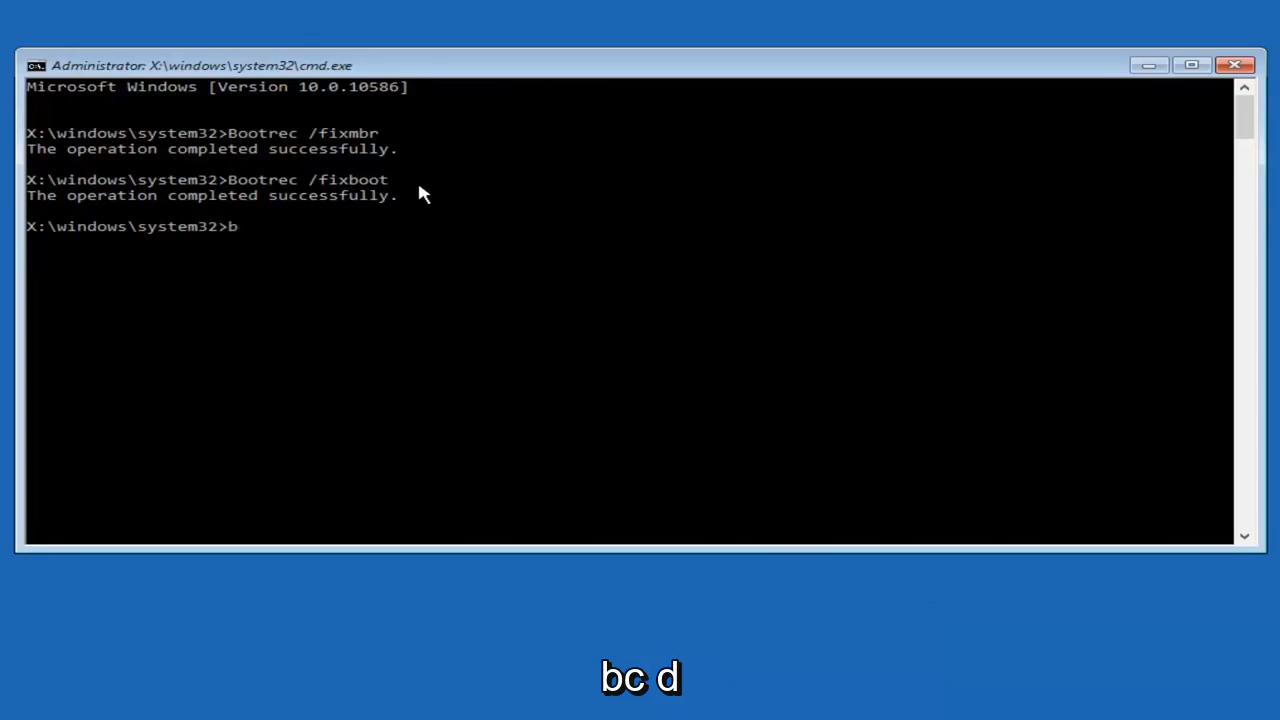 Administrator: X:\windows\system32\cmd.exe
Microsoft Windows [Version 10.0.10586]
X:\windows\system32>Bootrec /fixmbr
The operation completed successfully.
X:\windows\system32>Bootrec /fixboot
The operation completed successfully.
X:\windows\system32>b
bc d